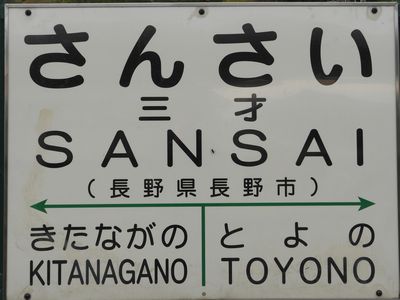 さんさい
三才
SANSAI
(長野県長野市)
きたながの とよの
KITANAGANO TOYONO